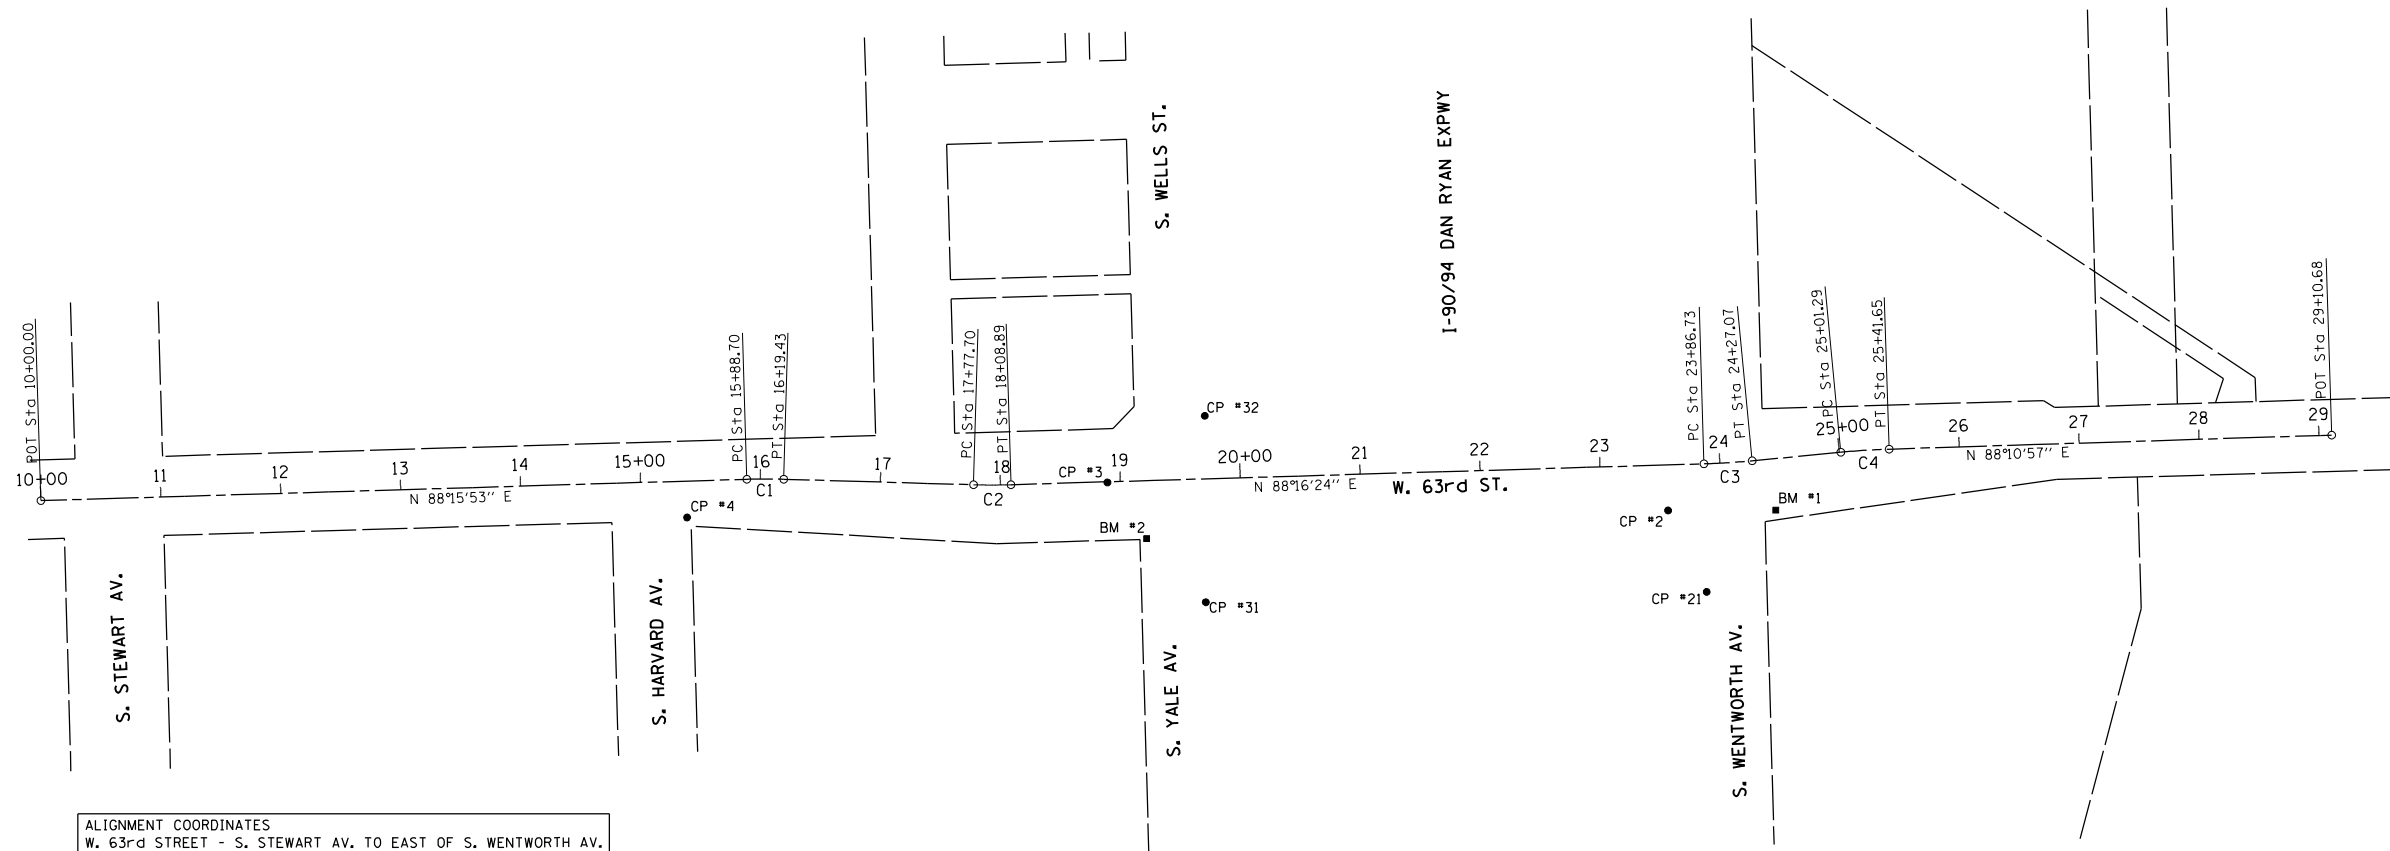 S. WELLS ST.
I-90/94 DAN RYAN EXPWY
POT Sta 10+00.00
PC Sta 15+88.70
PT Sta 16+19.43
PC Sta 17+77.70
PT Sta 18+08.89
PC Sta 23+86.73
PT Sta 24+27.07
PC Sta 25+01.29
PT Sta 25+41.65
POT Sta 29+10.68
CP #32
10+00
11
12
13
14
15+00
16
17
18
19
20+00
21
22
23
24
25+00
26
27
28
29
CP #3
C1
C2
C3
C4
N 88°15'53'' E
N 88°16'24'' E
W. 63rd ST.
N 88°10'57'' E
CP #4
BM #2
CP #2
BM #1
CP #31
CP #21
S. STEWART AV.
S. HARVARD AV.
S. YALE AV.
S. WENTWORTH AV.
ALIGNMENT COORDINATES
W. 63rd STREET - S. STEWART AV. TO EAST OF S. WENTWORTH AV.